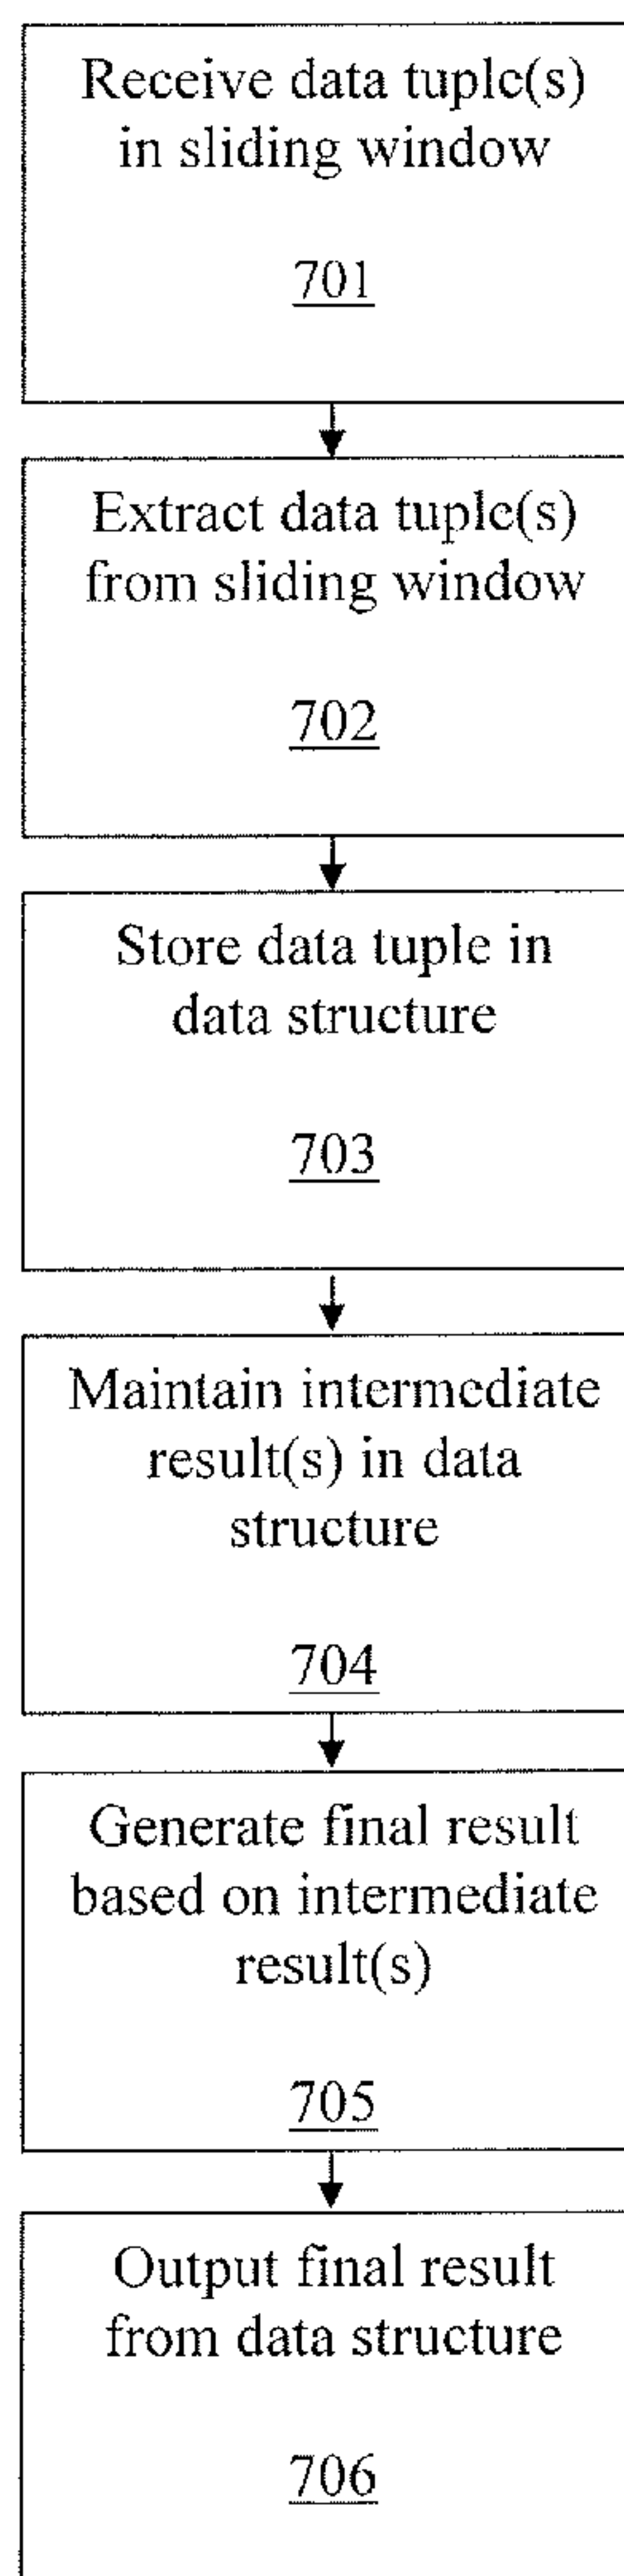 Receive data tuple(s)
in sliding window
701
Extract data tuple(s)
from sliding window
702
Store data tuple in
data structure
703
Maintain intermediate
result(s) in data
structure
704
Generate final result
based on intermediate
result(s)
705
Output final result
from data structure
706